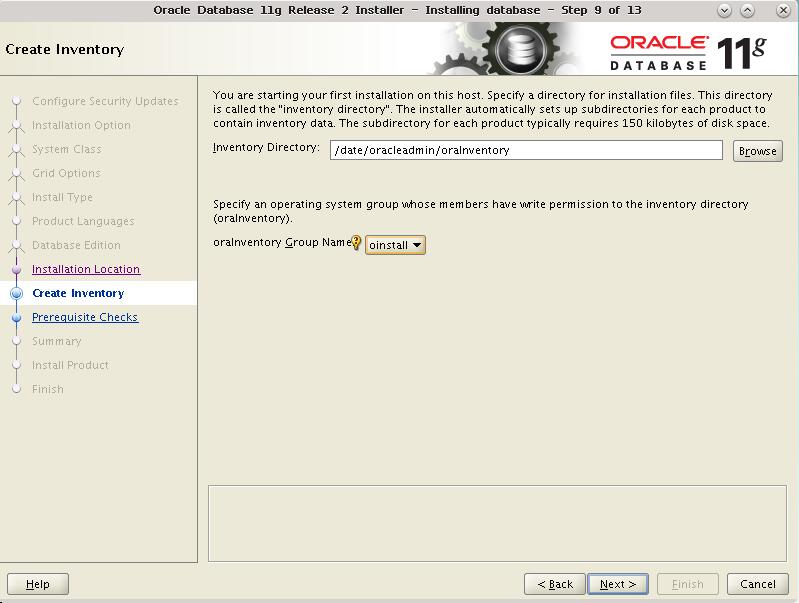 Oracle Database 11g Release 2 Installer - Installing database - Step 9 of 13
Create Inventory
ORACLE
DATABASE
11g
Configure Security Updates
Installation Option
System Class
Grid Options
Install Type
Product Languages
Database Edition
Installation Location
Create Inventory
Prerequisite Checks
Summary
Install Product
Finish
You are starting your first installation on this host. Specify a directory for installation files. This directory
is called the "inventory directory". The installer automatically sets up subdirectories for each product to
contain inventory data. The subdirectory for each product typically requires 150 kilobytes of disk space.
Inventory Directory: /date/oracleadmin/oraInventory Browse
Specify an operating system group whose members have write permission to the inventory directory
(oraInventory).
oraInventory Group Name oinstall
Help < Back Next > Finish Cancel